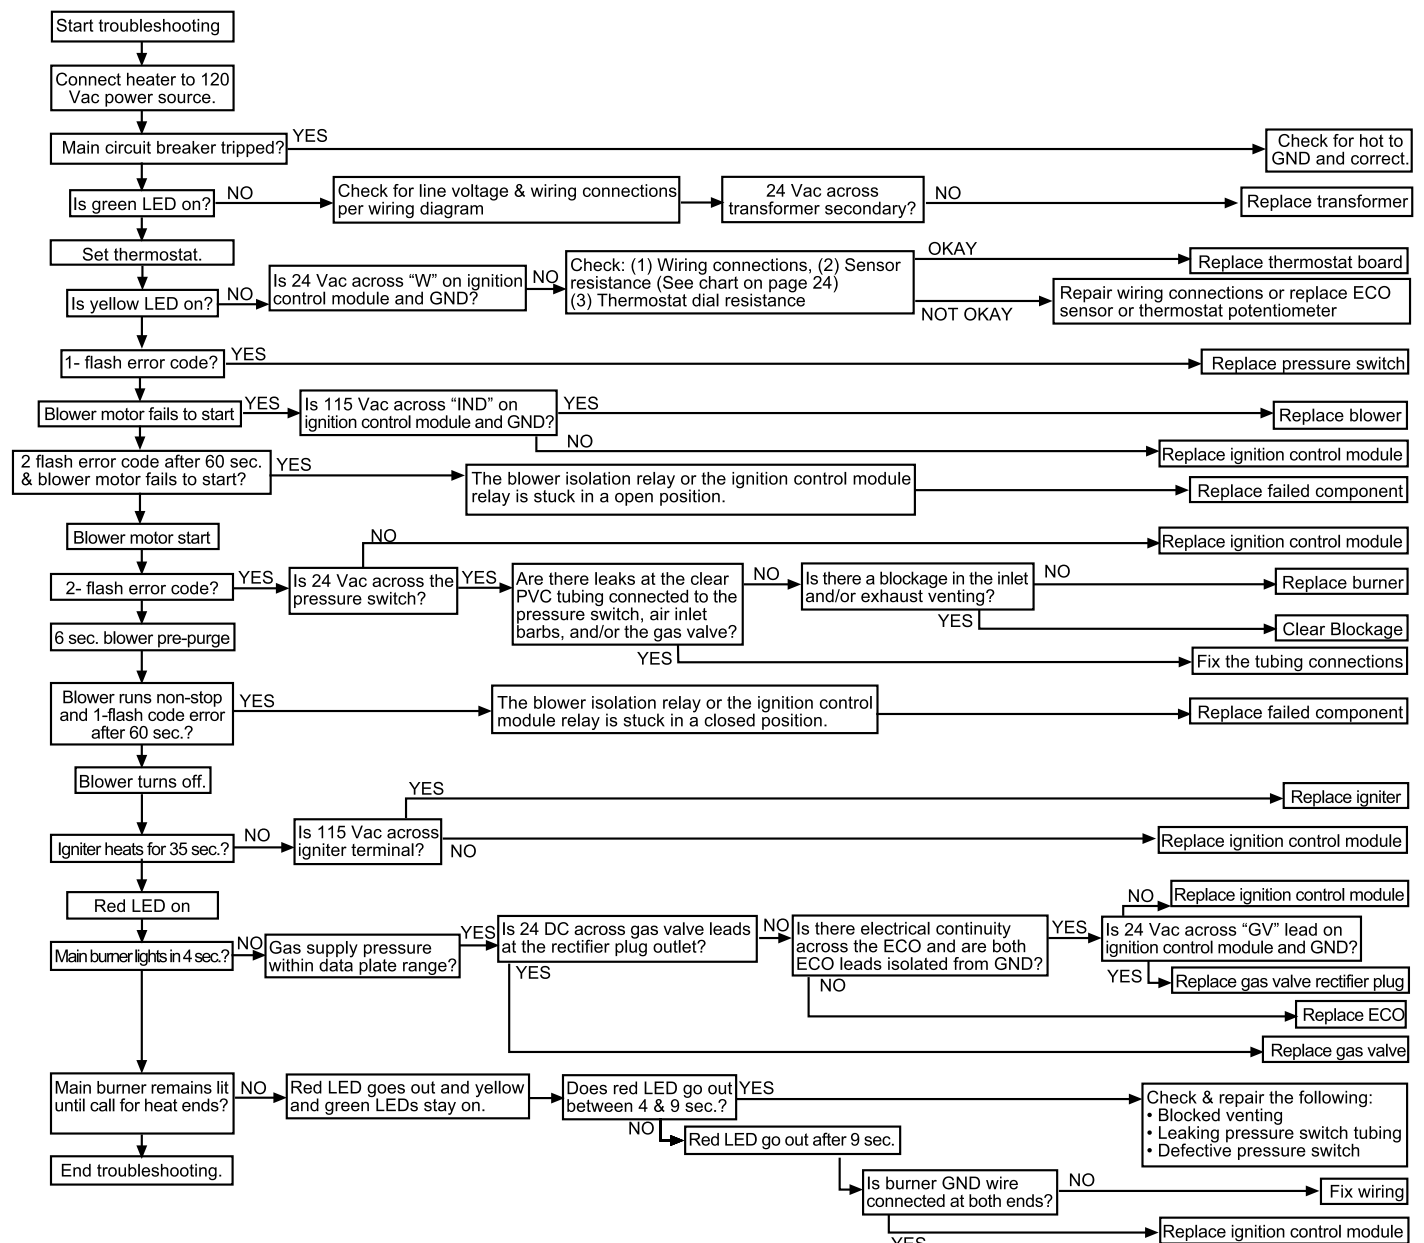 Start troubleshooting
Connect heater to 120
Vac power source.
Main circuit breaker tripped?
YES
Check for hot to
GND and correct.
Is green LED on?
NO
Check for line voltage & wiring connections
per wiring diagram
24 Vac across
transformer secondary?
NO
Replace transformer
Set thermostat.
Is yellow LED on?
NO
Is 24 Vac across “W” on ignition
control module and GND?
NO
Check: (1) Wiring connections, (2) Sensor
resistance (See chart on page 24)
(3) Thermostat dial resistance
OKAY
Replace thermostat board
NOT OKAY
Repair wiring connections or replace ECO
sensor or thermostat potentiometer
1- flash error code?
YES
Replace pressure switch
Blower motor fails to start
YES
Is 115 Vac across “IND” on
ignition control module and GND?
YES
Replace blower
NO
Replace ignition control module
2 flash error code after 60 sec.
& blower motor fails to start?
YES
The blower isolation relay or the ignition control module
relay is stuck in a open position.
Replace failed component
Blower motor start
NO
Replace ignition control module
2- flash error code?
YES
Is 24 Vac across the
pressure switch?
YES
Are there leaks at the clear
PVC tubing connected to the
pressure switch, air inlet
barbs, and/or the gas valve?
NO
Is there a blockage in the inlet
and/or exhaust venting?
NO
Replace burner
YES
Clear Blockage
YES
Fix the tubing connections
6 sec. blower pre-purge
Blower runs non-stop
and 1-flash code error
after 60 sec.?
YES
The blower isolation relay or the ignition control
module relay is stuck in a closed position.
Replace failed component
Blower turns off.
YES
Replace igniter
Igniter heats for 35 sec.?
NO
Is 115 Vac across
igniter terminal?
NO
Replace ignition control module
Red LED on
Main burner lights in 4 sec.?
NO
Gas supply pressure
within data plate range?
YES
Is 24 DC across gas valve leads
at the rectifier plug outlet?
NO
Is there electrical continuity
across the ECO and are both
ECO leads isolated from GND?
YES
Is 24 Vac across “GV” lead on
ignition control module and GND?
NO
Replace ignition control module
YES
Replace gas valve rectifier plug
NO
Replace ECO
YES
Replace gas valve
Main burner remains lit
until call for heat ends?
NO
Red LED goes out and yellow
and green LEDs stay on.
Does red LED go out
between 4 & 9 sec.?
YES
Check & repair the following:
• Blocked venting
• Leaking pressure switch tubing
• Defective pressure switch
NO
Red LED go out after 9 sec.
End troubleshooting.
Is burner GND wire
connected at both ends?
NO
Fix wiring
YES
Replace ignition control module